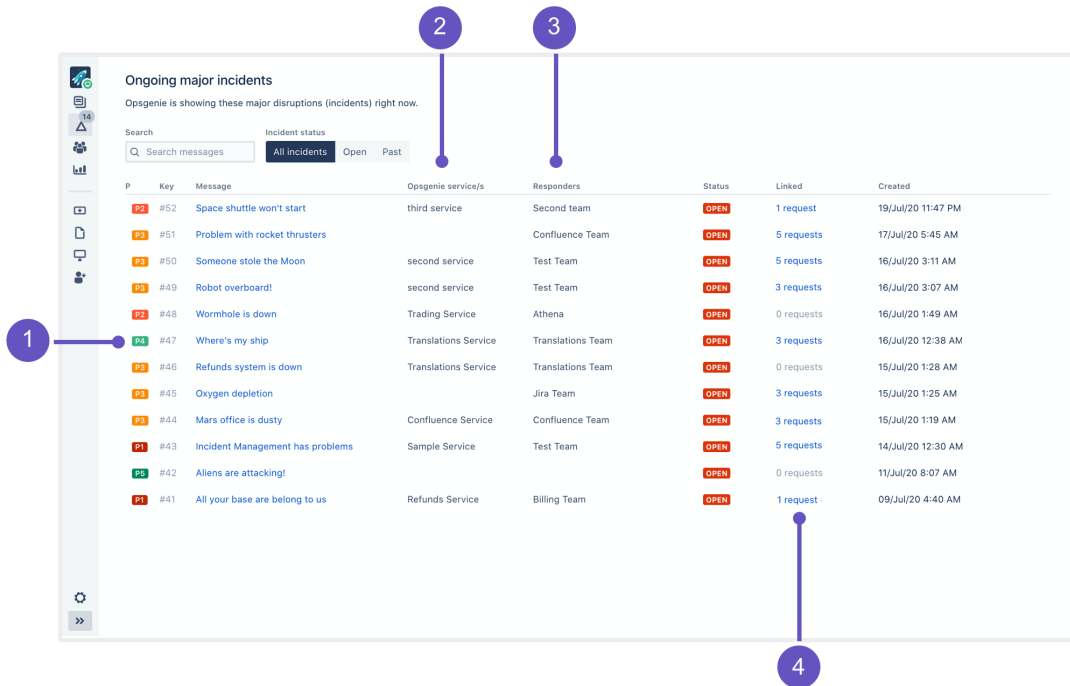 2 3
Ongoing major incidents
Opsgenie is showing these major disruptions (incidents) right now.
14
Search Incident status
Search messages All incidents Open Past
P Key Message Opsgenie service/s Responders Status Linked Created
P2 #52 Space shuttle won't start third service Second team OPEN 1 request 19/Jul/20 11:47 PM
P3 #51 Problem with rocket thrusters Confluence Team OPEN 5 requests 17/Jul/20 5:45 AM
P3 #50 Someone stole the Moon second service Test Team OPEN 5 requests 16/Jul/20 3:11 AM
P3 #49 Robot overboard! second service Test Team OPEN 3 requests 16/Jul/20 3:07 AM
P2 #48 Wormhole is down Trading Service Athena OPEN 0 requests 16/Jul/20 1:49 AM
1 P4 #47 Where's my ship Translations Service Translations Team OPEN 3 requests 16/Jul/20 12:38 AM
P3 #46 Refunds system is down Translations Service Translations Team OPEN 0 requests 15/Jul/20 1:28 AM
P3 #45 Oxygen depletion Jira Team OPEN 3 requests 15/Jul/20 1:25 AM
P3 #44 Mars office is dusty Confluence Service Confluence Team OPEN 3 requests 15/Jul/20 1:19 AM
P1 #43 Incident Management has problems Sample Service Test Team OPEN 5 requests 14/Jul/20 12:30 AM
P5 #42 Aliens are attacking! OPEN 0 requests 11/Jul/20 8:07 AM
P1 #41 All your base are belong to us Refunds Service Billing Team OPEN 1 request 09/Jul/20 4:40 AM
4